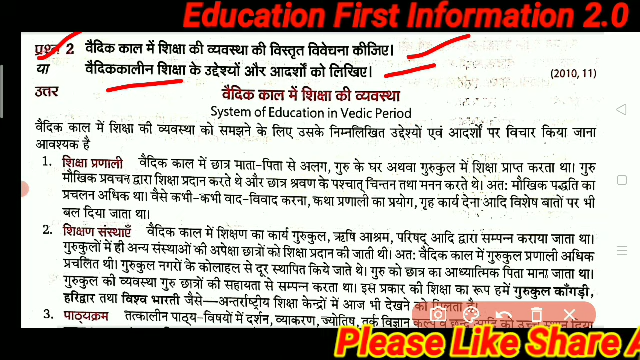 Education First Information 2.0
प्रश्न 2 वैदिक काल में शिक्षा की व्यवस्था की विस्तृत विवेचना कीजिए।
या वैदिककालीन शिक्षा के उद्देश्यों और आदर्शों को लिखिए। (2010, 11)
उत्तर वैदिक काल में शिक्षा की व्यवस्था
System of Education in Vedic Period
वैदिक काल में शिक्षा की व्यवस्था को समझने के लिए उसके निम्नलिखित उद्देश्यों एवं आदर्शों पर विचार किया जाना
आवश्यक है
1. शिक्षा प्रणाली वैदिक काल में छात्र माता-पिता से अलग, गुरु के घर अथवा गुरुकुल में शिक्षा प्राप्त करता था। गुरु
मौखिक प्रवचन द्वारा शिक्षा प्रदान करते थे और छात्र श्रवण के पश्चात् चिन्तन तथा मनन करते थे। अत: मौखिक पद्धति का
प्रचलन अधिक था। वैसे कभी-कभी वाद-विवाद करना, कथा प्रणाली का प्रयोग, गृह कार्य देना आदि विशेष बातों पर भी
बल दिया जाता था।
2. शिक्षण संस्थाएँ वैदिक काल में शिक्षण का कार्य गुरुकुल, ऋषि आश्रम, परिषद् आदि द्वारा सम्पन्न कराया जाता था।
गुरुकुलों में ही अन्य संस्थाओं की अपेक्षा छात्रों को शिक्षा प्रदान की जाती थी। अत: वैदिक काल में गुरुकुल प्रणाली अधिक
प्रचलित थी। गुरुकुल नगरों के कोलाहल से दूर स्थापित किये जाते थे। गुरु को छात्र का आध्यात्मिक पिता माना जाता था।
गुरुकुल की व्यवस्था गुरु छात्रों की सहायता से सम्पन्न करता था। इस प्रकार की शिक्षा का रूप हमें गुरुकुल काँगड़ी,
हरिद्वार तथा विश्व भारती जैसे—अन्तर्राष्ट्रीय शिक्षा केन्द्रों में आज भी देखने को मिलता है।
3. पाठ्यक्रम तत्कालीन पाठ्य-विषयों में दर्शन, व्याकरण, ज्योतिष, तर्क विज्ञान
Please Like Share A